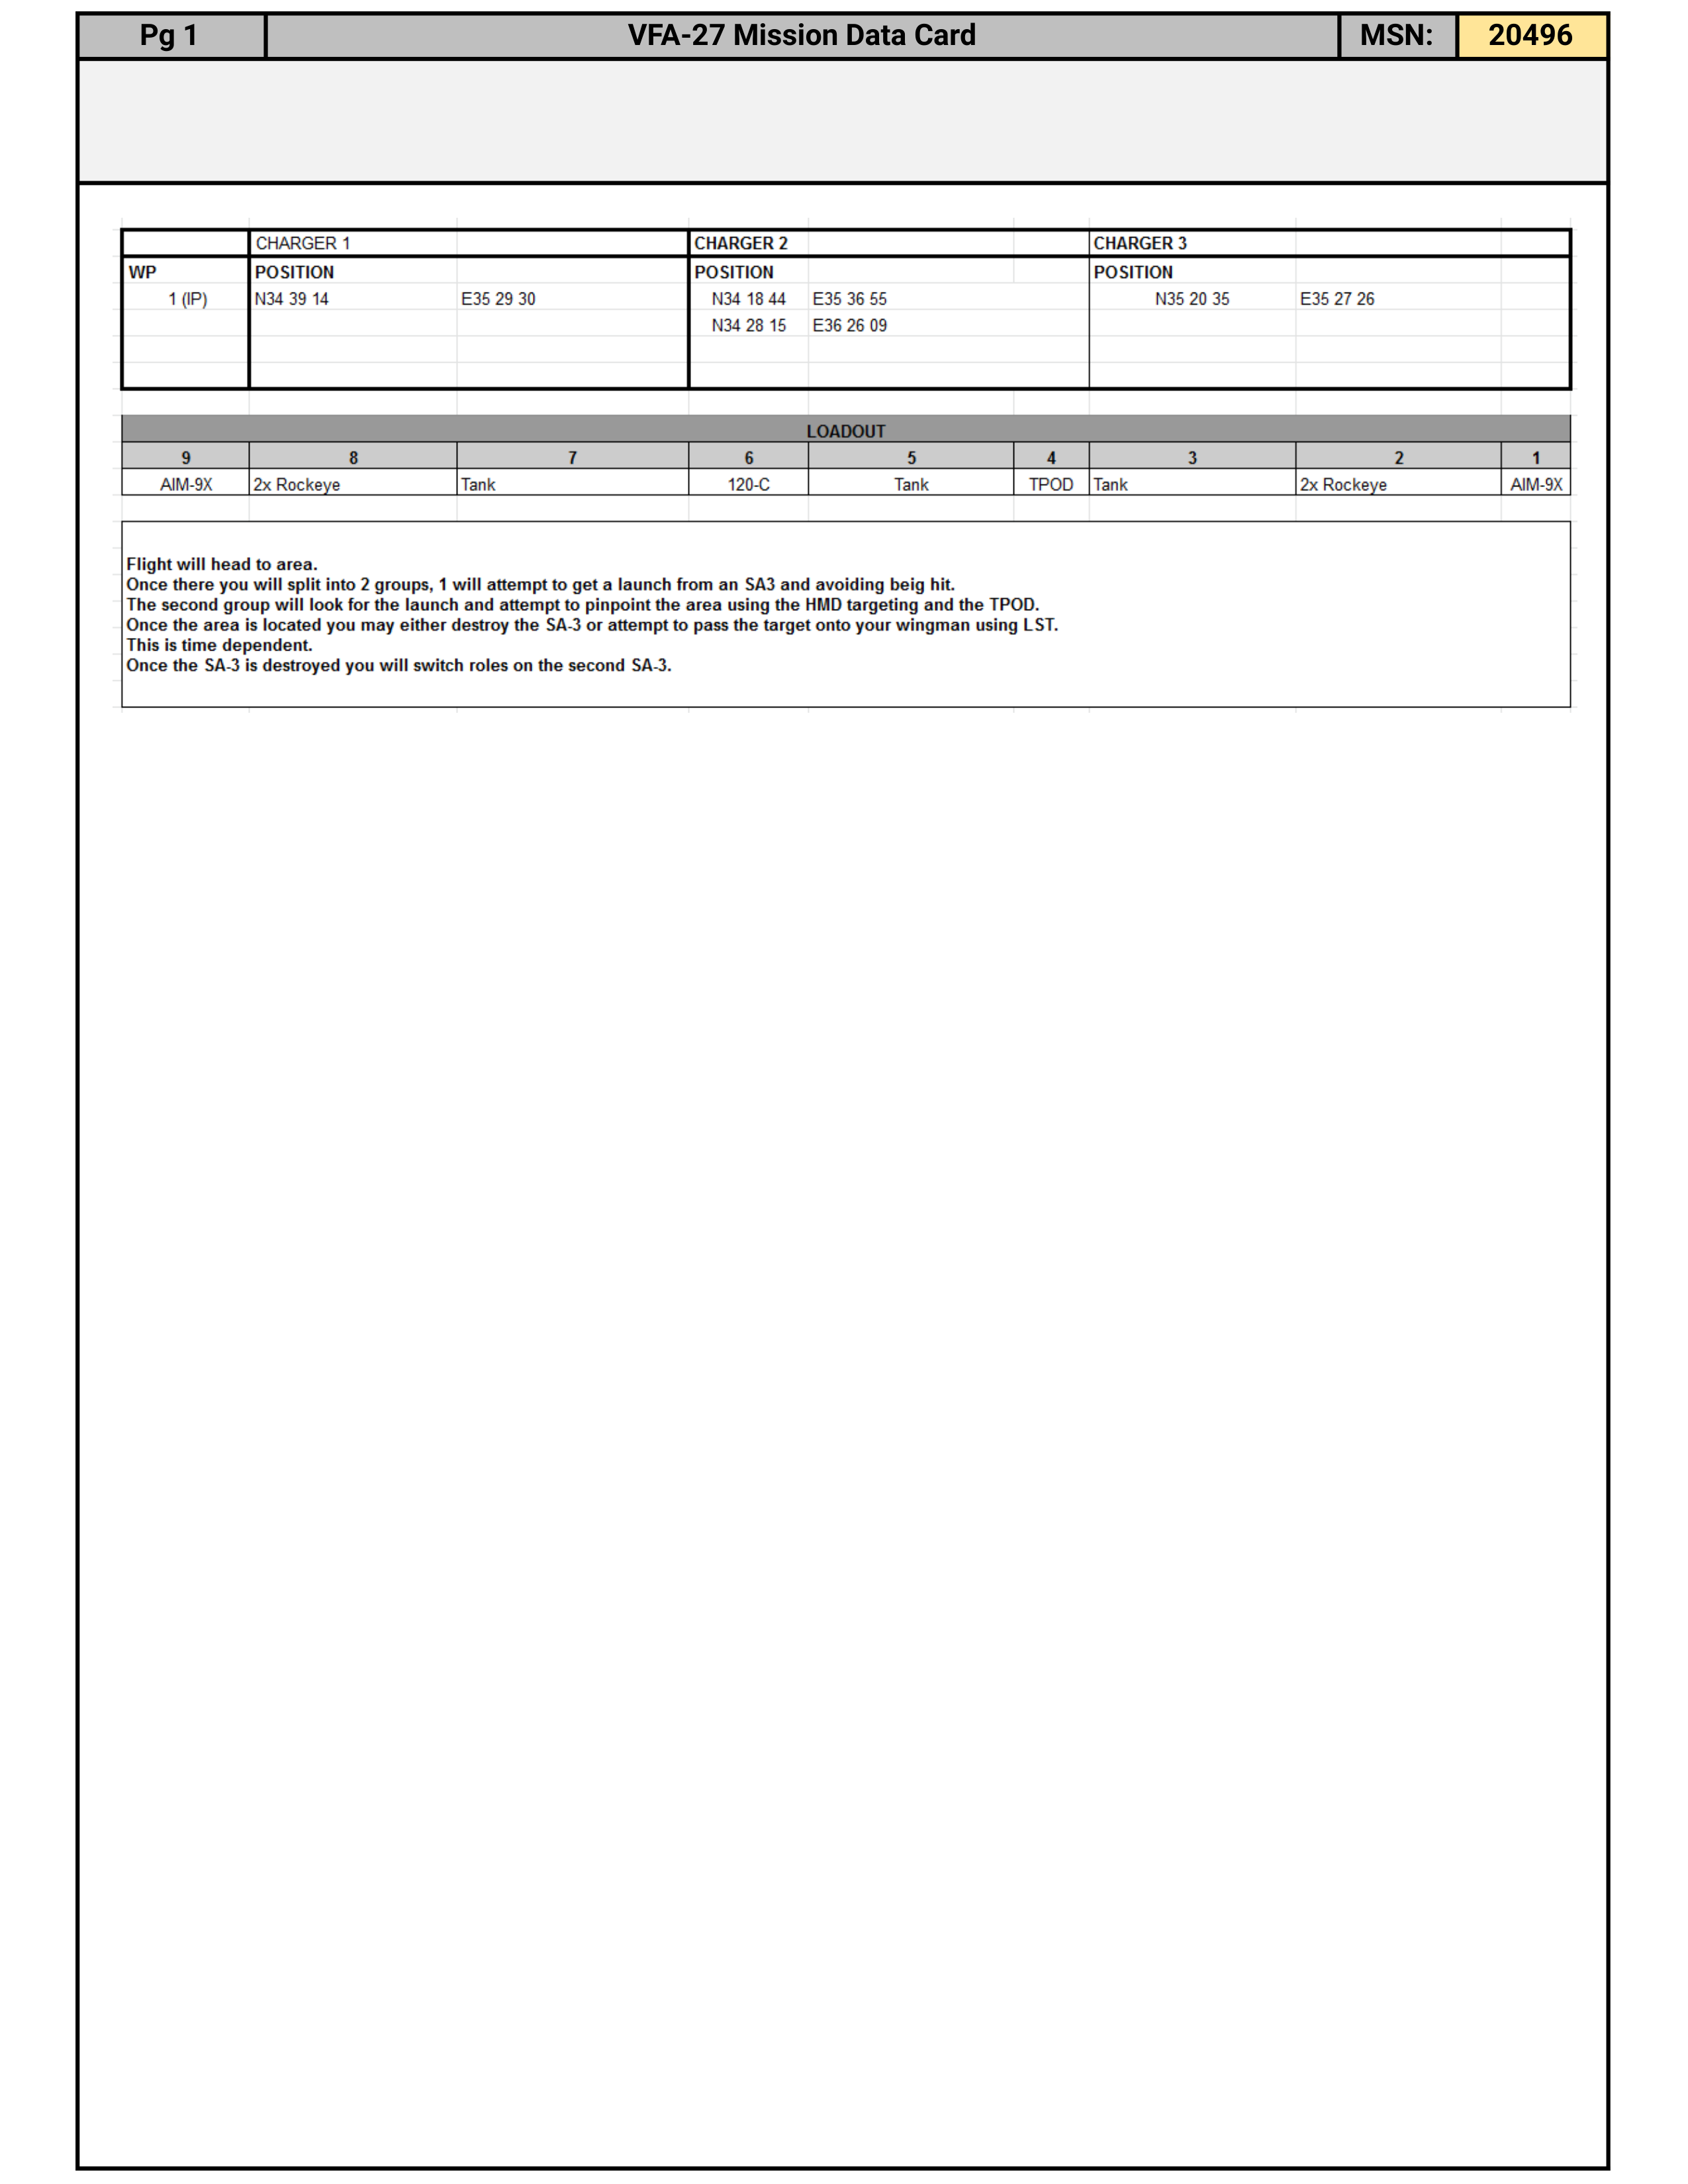 Pg 1 VFA-27 Mission Data Card MSN: 20496
CHARGER 1 CHARGER 2 CHARGER 3
WP POSITION POSITION POSITION
1 (IP) N34 39 14 E35 29 30 N34 18 44 E35 36 55 N35 20 35 E35 27 26
N34 28 15 E36 26 09
LOADOUT
9 8 7 6 5 4 3 2 1
AIM-9X 2x Rockeye Tank 120-C Tank TPOD Tank 2x Rockeye AIM-9X
Flight will head to area.
Once there you will split into 2 groups, 1 will attempt to get a launch from an SA3 and avoiding beig hit.
The second group will look for the launch and attempt to pinpoint the area using the HMD targeting and the TPOD.
Once the area is located you may either destroy the SA-3 or attempt to pass the target onto your wingman using LST.
This is time dependent.
Once the SA-3 is destroyed you will switch roles on the second SA-3.